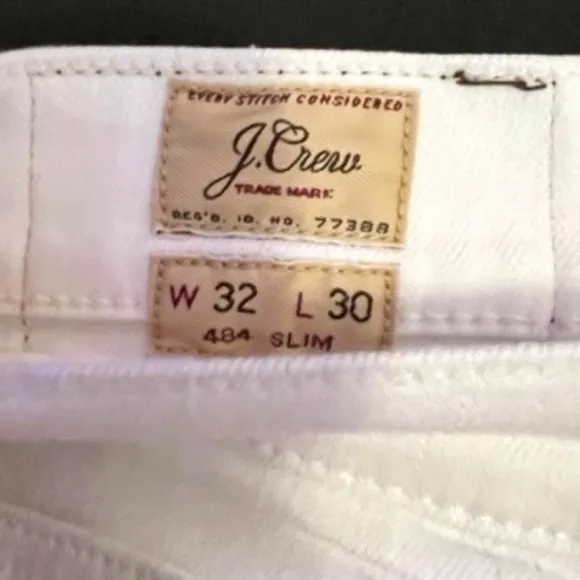 EVERY STITCH CONSIDERED
J.Crew
TRADE MARK
REG'D. ID. NO. 77388
W 32 L 30
484 SLIM